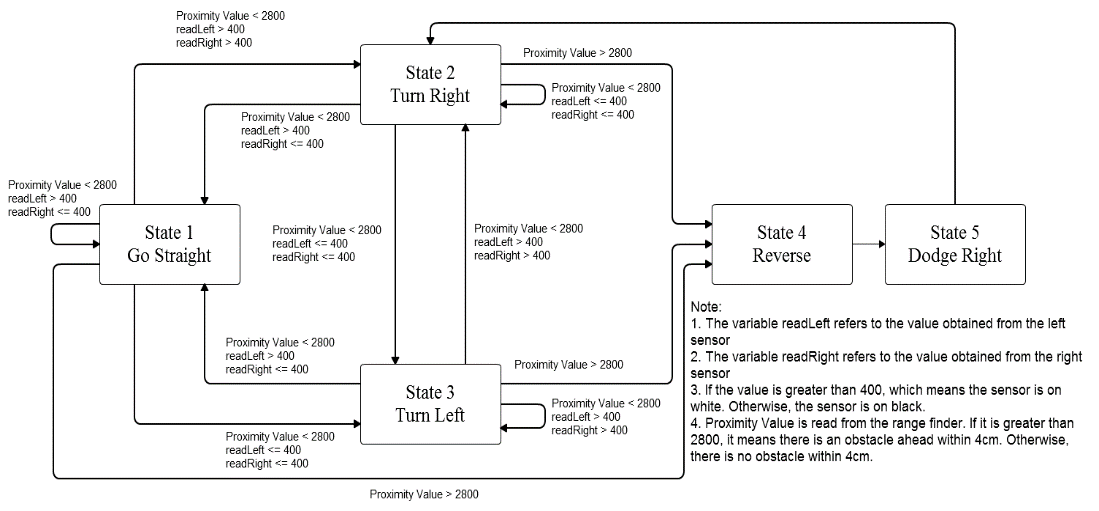 Proximity Value < 2800
readLeft > 400
readRight > 400
State 2
Turn Right
Proximity Value > 2800
Proximity Value < 2800
readLeft <= 400
readRight <= 400
Proximity Value < 2800
readLeft > 400
readRight <= 400
Proximity Value < 2800
readLeft > 400
readRight <= 400
State 1
Go Straight
Proximity Value < 2800
readLeft <= 400
readRight <= 400
Proximity Value < 2800
readLeft > 400
readRight > 400
State 4
Reverse
State 5
Dodge Right
Proximity Value < 2800
readLeft > 400
readRight <= 400
State 3
Turn Left
Proximity Value > 2800
Proximity Value < 2800
readLeft > 400
readRight > 400
Proximity Value < 2800
readLeft <= 400
readRight <= 400
Proximity Value > 2800
Note:
1. The variable readLeft refers to the value obtained from the left
sensor
2. The variable readRight refers to the value obtained from the right
sensor
3. If the value is greater than 400, which means the sensor is on
white. Otherwise, the sensor is on black.
4. Proximity Value is read from the range finder. If it is greater than
2800, it means there is an obstacle ahead within 4cm. Otherwise,
there is no obstacle within 4cm.